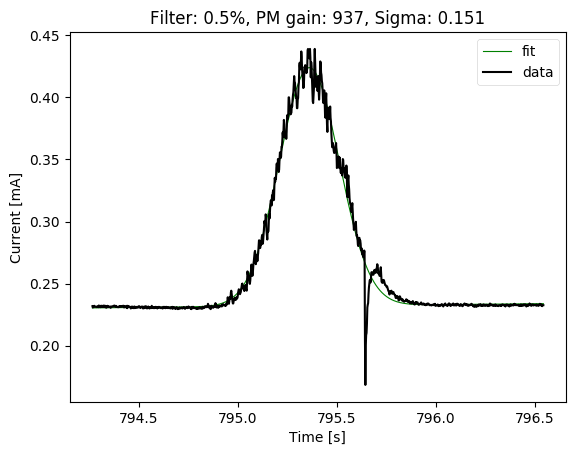 Filter: 0.5%, PM gain: 937, Sigma: 0.151
fit
data
0.45
0.40
0.35
0.30
0.25
0.20
Current [mA]
794.5
795.0
795.5
796.0
796.5
Time [s]